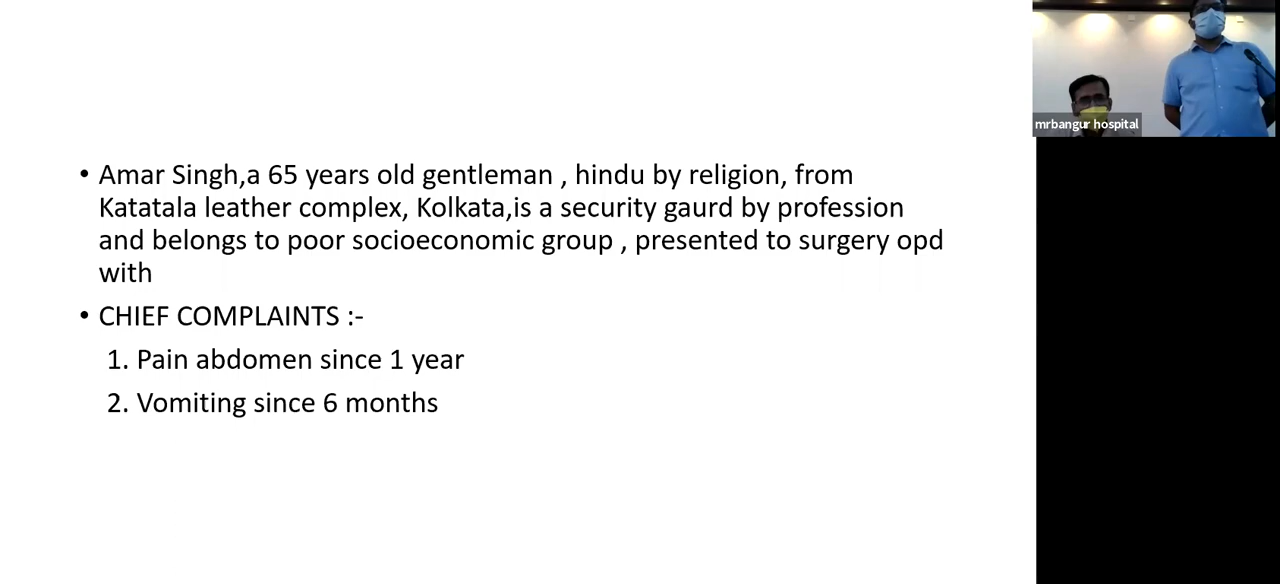 • Amar Singh,a 65 years old gentleman , hindu by religion, from
Katatala leather complex, Kolkata,is a security gaurd by profession
and belongs to poor socioeconomic group , presented to surgery opd
with
• CHIEF COMPLAINTS :-
1. Pain abdomen since 1 year
2. Vomiting since 6 months
mrbangur hospital